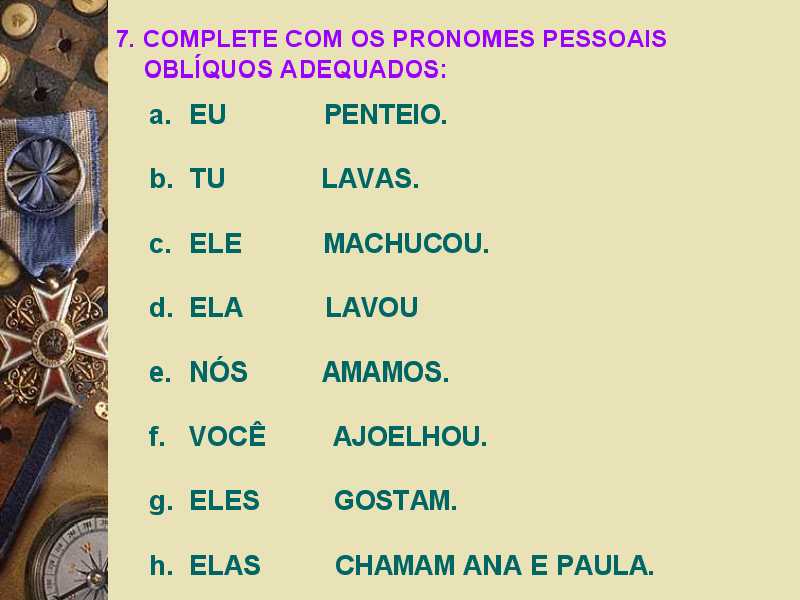 7. COMPLETE COM OS PRONOMES PESSOAIS
OBLÍQUOS ADEQUADOS:
a. EU PENTEIO.
b. TU LAVAS.
c. ELE MACHUCOU.
d. ELA LAVOU
e. NÓS AMAMOS.
f. VOCÊ AJOELHOU.
g. ELES GOSTAM.
h. ELAS CHAMAM ANA E PAULA.